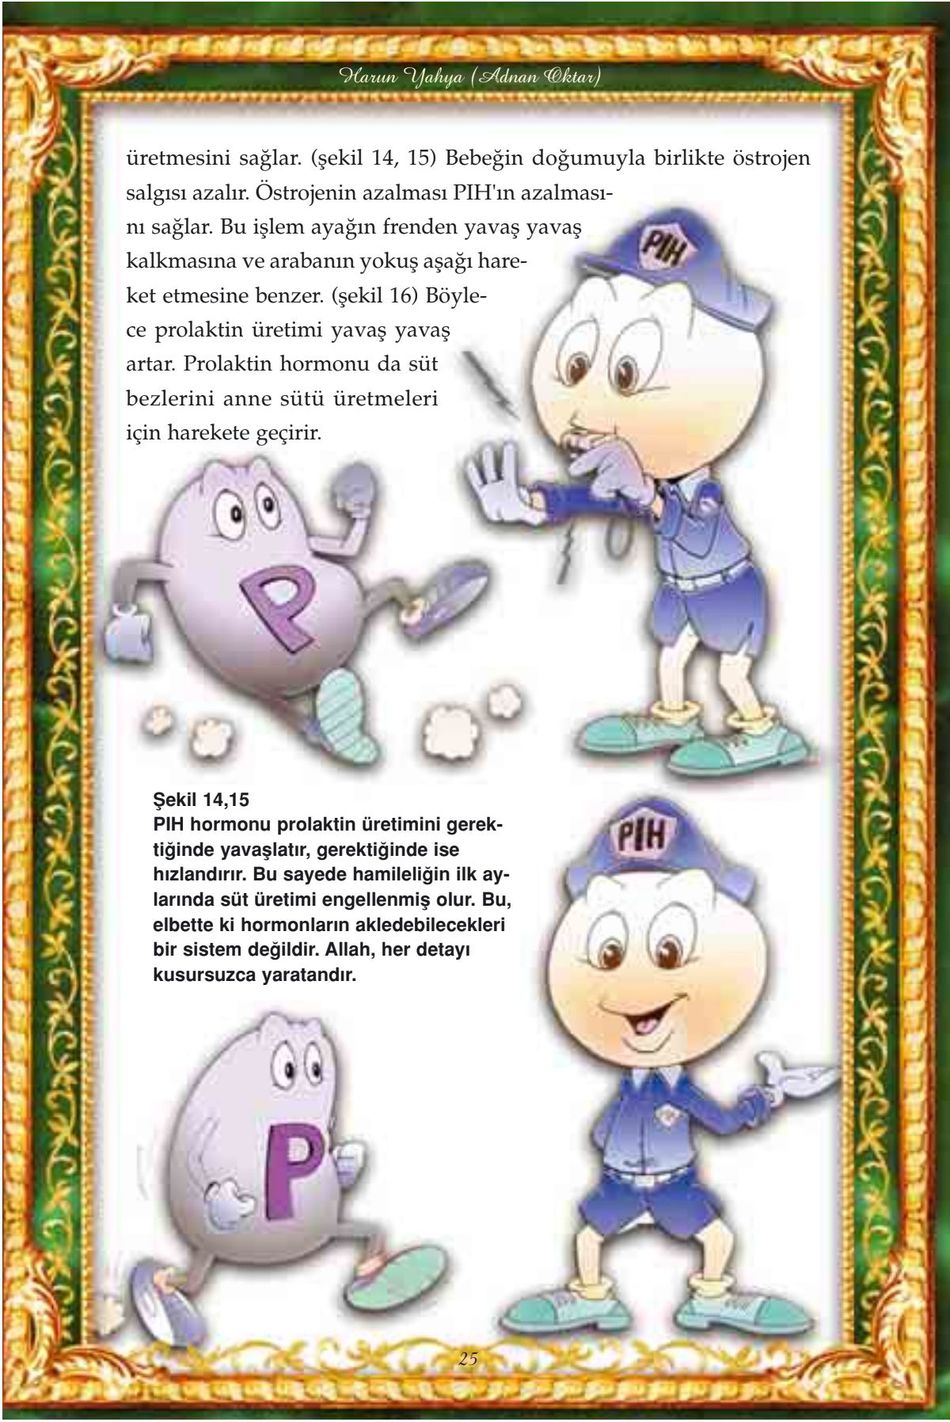 Harun Yahya (Adnan Oktar)
üretmesini sağlar. (şekil 14, 15) Bebeğin doğumuyla birlikte östrojen
salgısı azalır. Östrojenin azalması PIH'ın azalması-
nı sağlar. Bu işlem ayağın frenden yavaş yavaş
kalkmasına ve arabanın yokuş aşağı hare-
ket etmesine benzer. (şekil 16) Böyle-
ce prolaktin üretimi yavaş yavaş
artar. Prolaktin hormonu da süt
bezlerini anne sütü üretmeleri
için harekete geçirir.
PIH
P
Şekil 14,15
PIH hormonu prolaktin üretimini gerek-
tiğinde yavaşlatır, gerektiğinde ise
hızlandırır. Bu sayede hamileliğin ilk ay-
larında süt üretimi engellenmiş olur. Bu,
elbette ki hormonların akledebilecekleri
bir sistem değildir. Allah, her detayı
kusursuzca yaratandır.
PIH
P
25